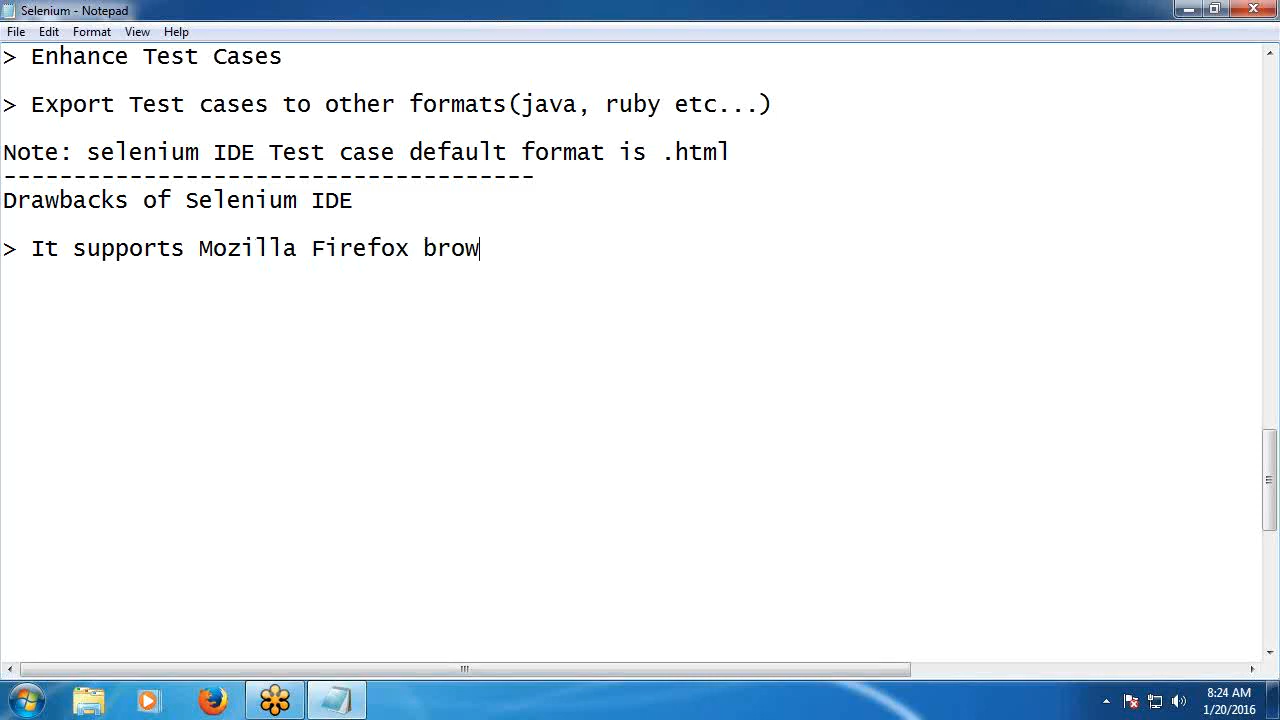 Selenium - Notepad
File Edit Format View Help
> Enhance Test Cases
> Export Test cases to other formats(java, ruby etc...)
Note: selenium IDE Test case default format is .html
--------------------------------------
Drawbacks of Selenium IDE
> It supports Mozilla Firefox brow
8:24 AM
1/20/2016